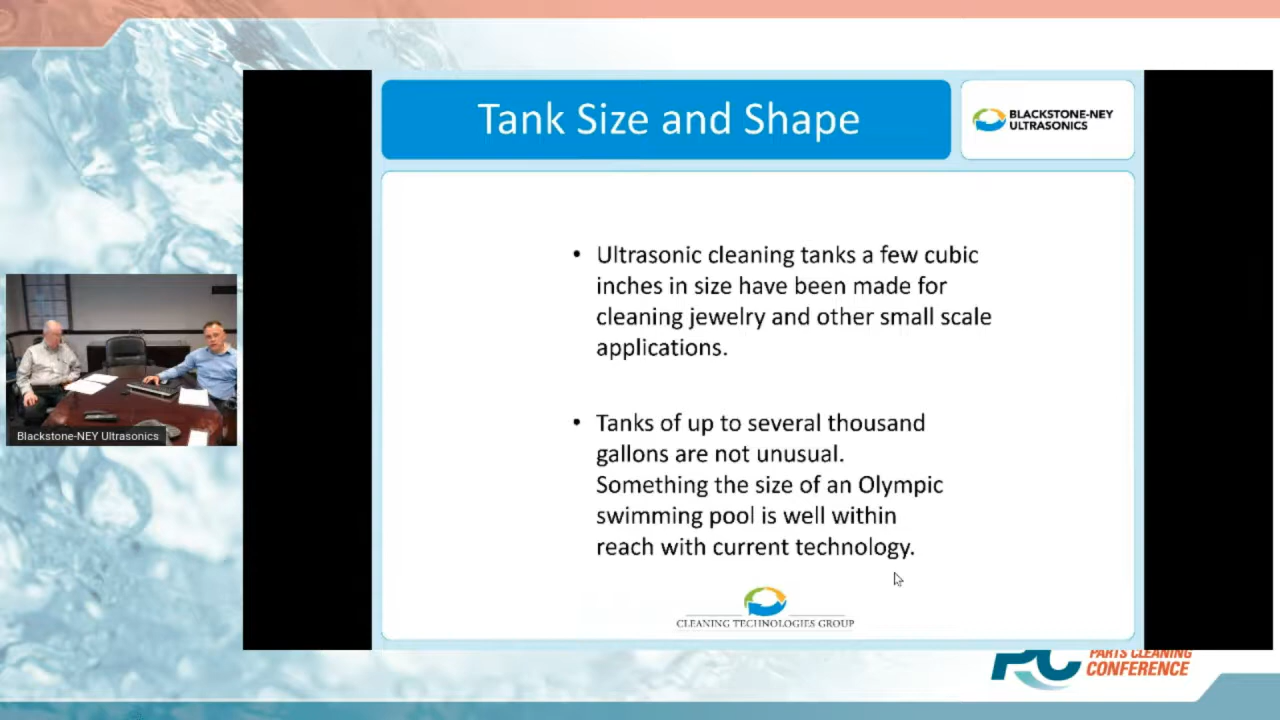 Tank Size and Shape
BLACKSTONE-NEY
ULTRASONICS
• Ultrasonic cleaning tanks a few cubic
inches in size have been made for
cleaning jewelry and other small scale
applications.
• Tanks of up to several thousand
gallons are not unusual.
Something the size of an Olympic
swimming pool is well within
reach with current technology.
Blackstone-NEY Ultrasonics
CLEANING TECHNOLOGIES GROUP
PC PARTS CLEANING
CONFERENCE